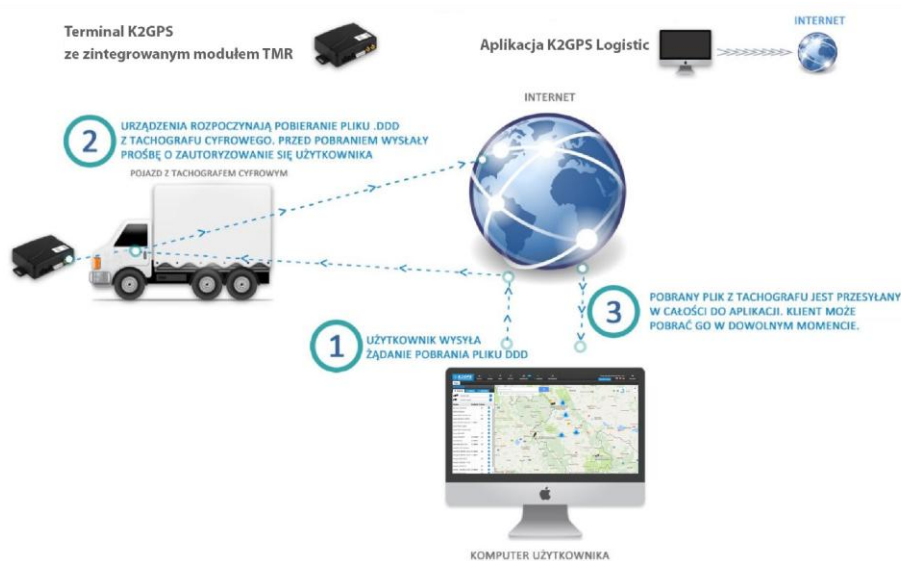 Terminal K2GPS
ze zintegrowanym modułem TMR
Aplikacja K2GPS Logistic
INTERNET
INTERNET
2
URZĄDZENIA ROZPOCZYNAJĄ POBIERANIE PLIKU .DDD
Z TACHOGRAFU CYFROWEGO. PRZED POBRANIEM WYSŁAŁY
PROŚBĘ O ZAUTORYZOWANIE SIĘ UŻYTKOWNIKA
POJAZD Z TACHOGRAFEM CYFROWYM
3
POBRANY PLIK Z TACHOGRAFU JEST PRZESYŁANY
W CAŁOŚCI DO APLIKACJI. KLIENT MOŻE
POBRAĆ GO W DOWOLNYM MOMENCIE.
1
UŻYTKOWNIK WYSYŁA
ŻĄDANIE POBRANIA PLIKU DDD
KOMPUTER UŻYTKOWNIKA